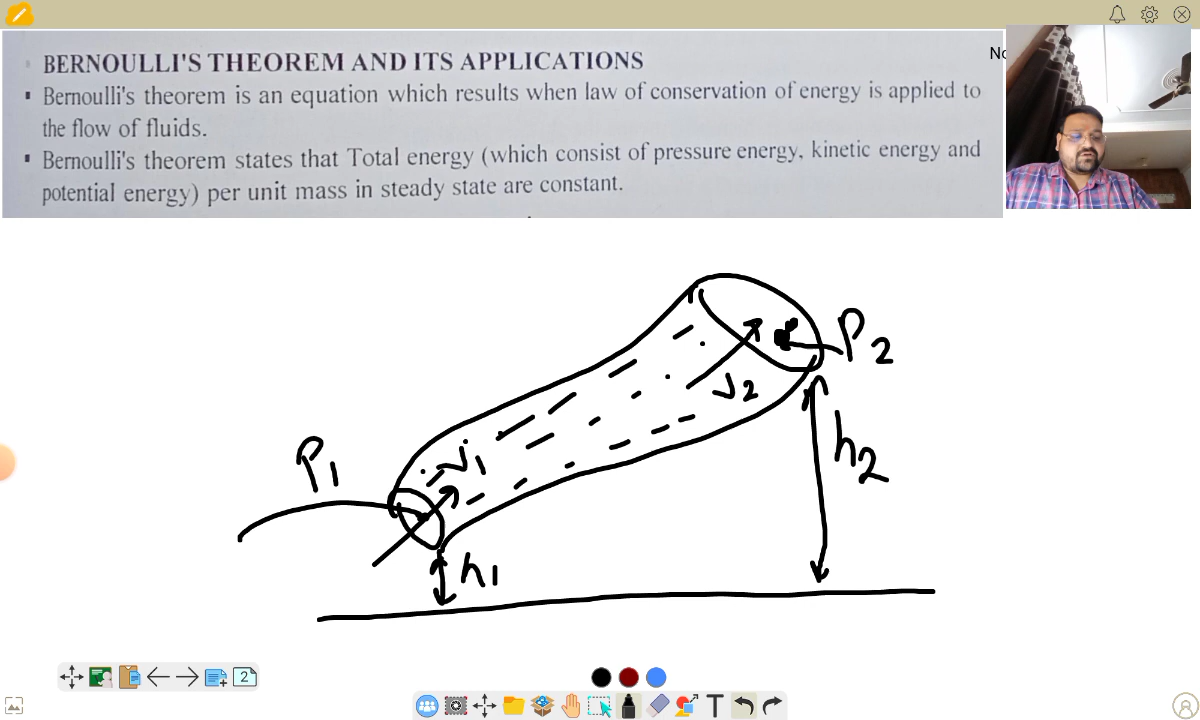 BERNOULLI'S THEOREM AND ITS APPLICATIONS
No
▪ Bernoulli's theorem is an equation which results when law of conservation of energy is applied to
the flow of fluids.
▪ Bernoulli's theorem states that Total energy (which consist of pressure energy, kinetic energy and
potential energy) per unit mass in steady state are constant.
P2
V2
h2
P1
V1
h1
2
T